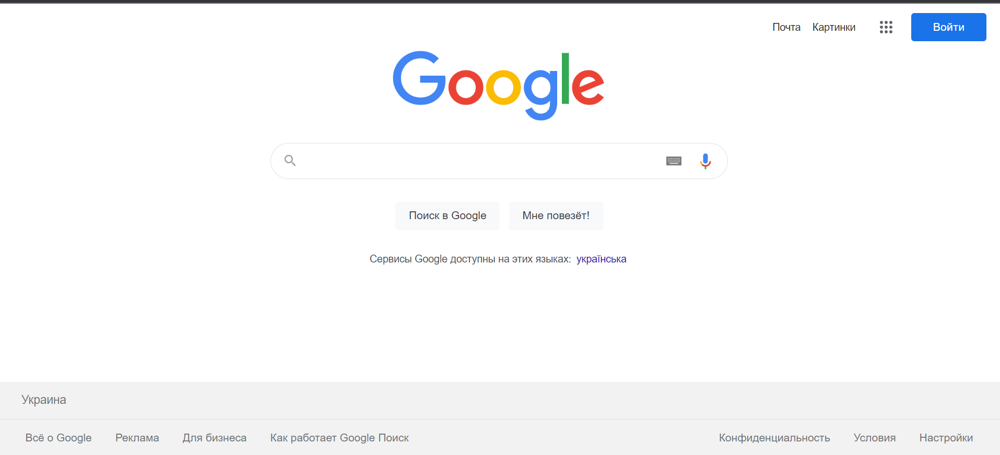 Почта Картинки Войти
Google
Поиск в Google Мне повезёт!
Сервисы Google доступны на этих языках: українська
Украина
Всё о Google Реклама Для бизнеса Как работает Google Поиск Конфиденциальность Условия Настройки